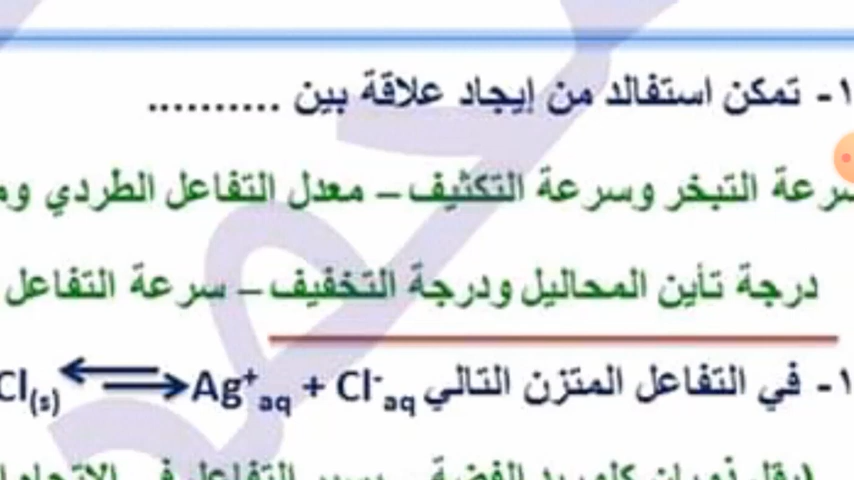 ١- تمكن استفالد من إيجاد علاقة بين ..........
سرعة التبخر وسرعة التكثيف – معدل التفاعل الطردي
درجة تأين المحاليل ودرجة التخفيف – سرعة التفاعل
١- في التفاعل المتزن التالي Cl(s) ⇌ Ag⁺aq + Cl⁻aq